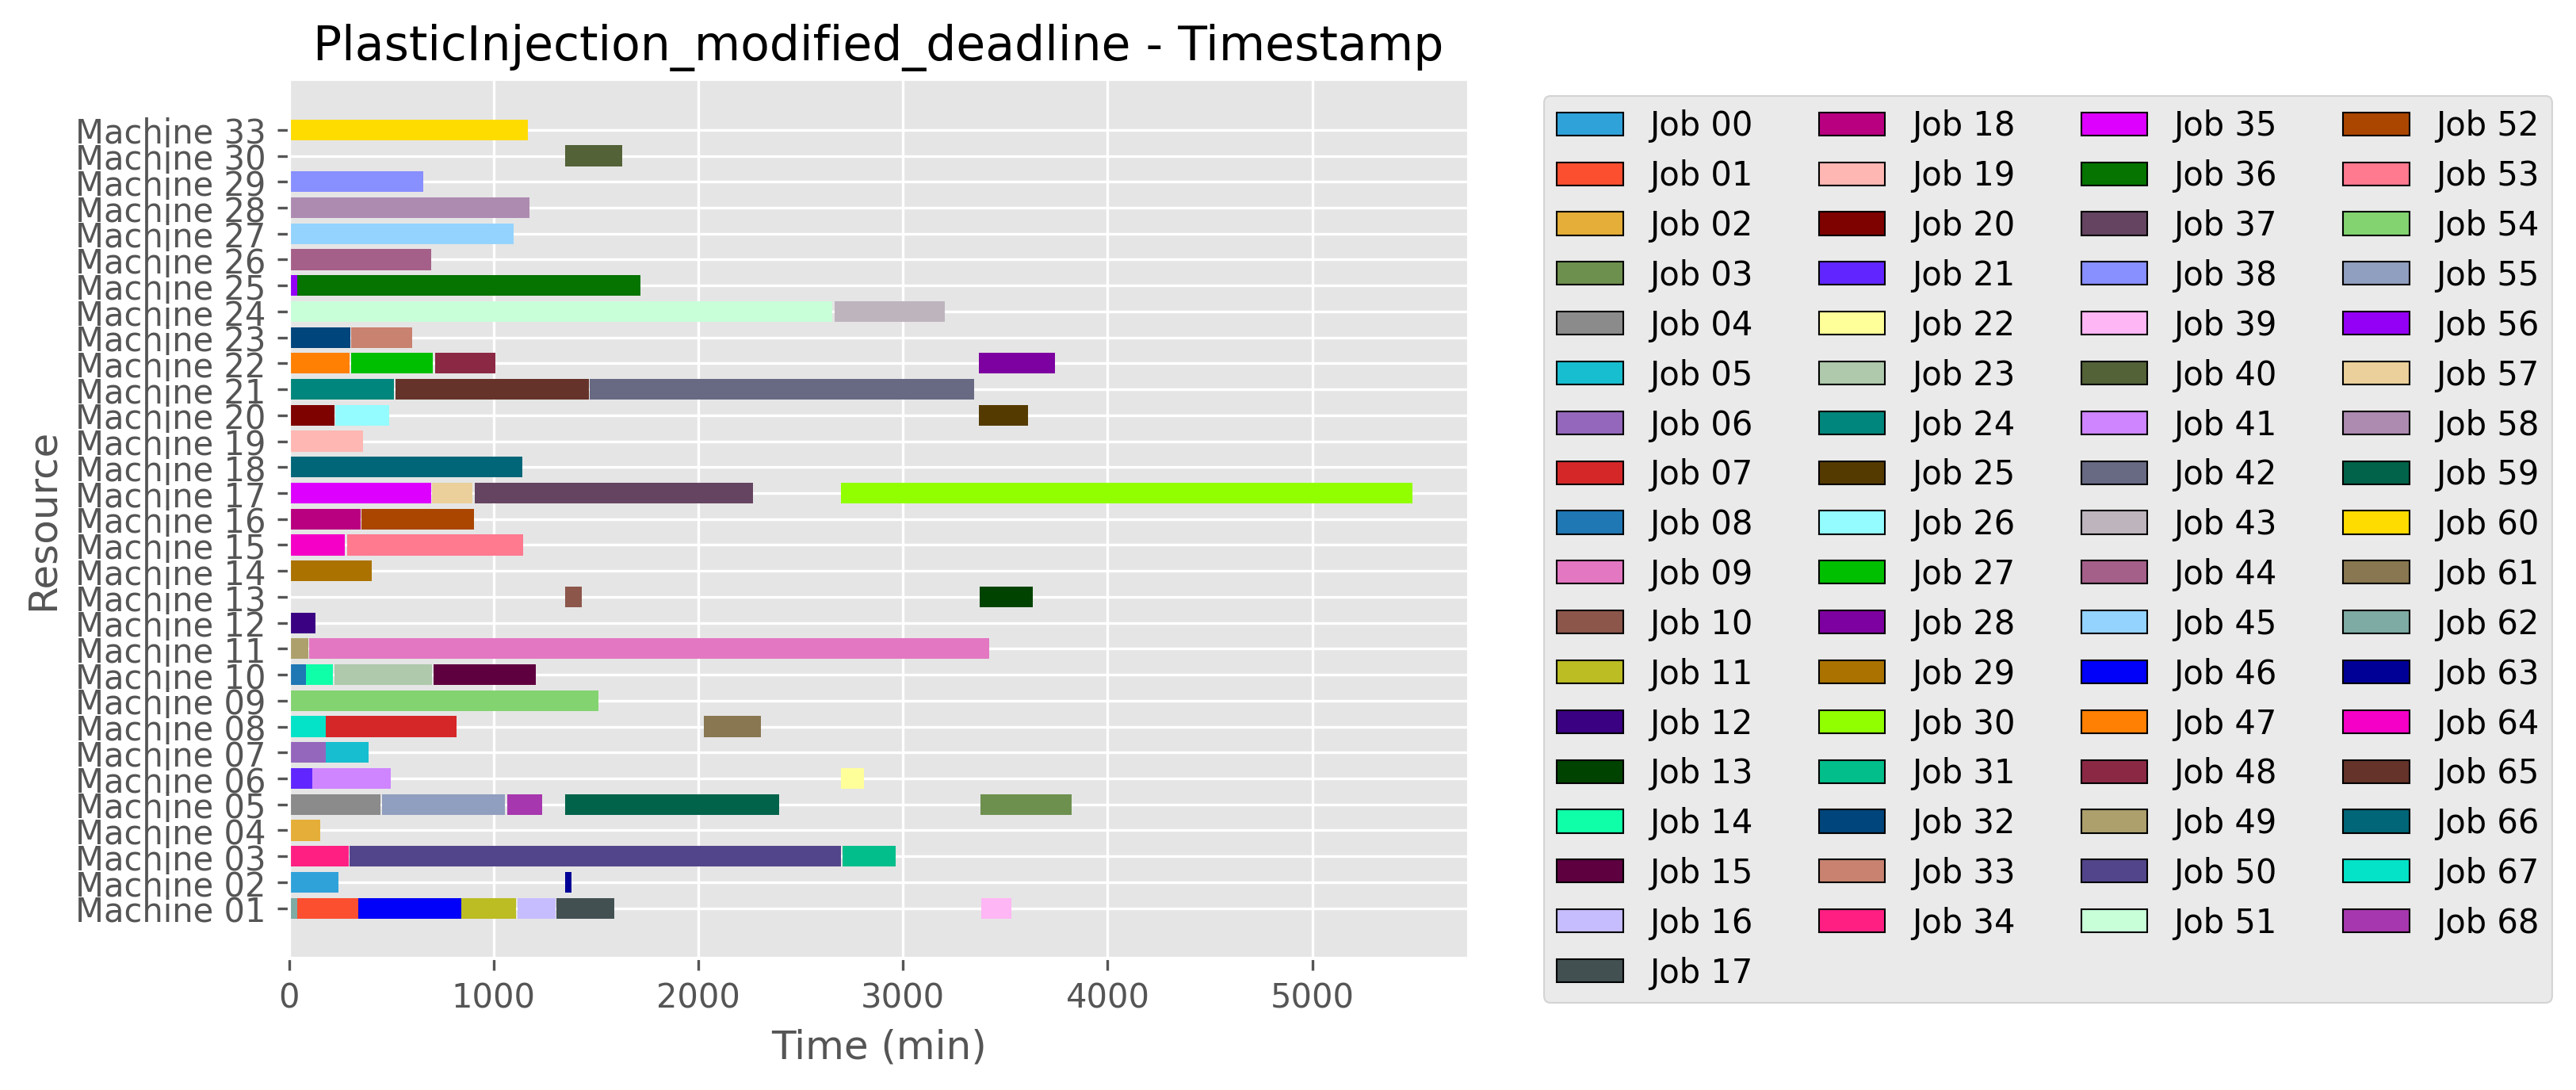 PlasticInjection_modified_deadline - Timestamp
Resource
Machine 33
Machine 30
Machine 29
Machine 28
Machine 27
Machine 26
Machine 25
Machine 24
Machine 23
Machine 22
Machine 21
Machine 20
Machine 19
Machine 18
Machine 17
Machine 16
Machine 15
Machine 14
Machine 13
Machine 12
Machine 11
Machine 10
Machine 09
Machine 08
Machine 07
Machine 06
Machine 05
Machine 04
Machine 03
Machine 02
Machine 01
0 1000 2000 3000 4000 5000
Time (min)
Job 00 Job 18 Job 35 Job 52
Job 01 Job 19 Job 36 Job 53
Job 02 Job 20 Job 37 Job 54
Job 03 Job 21 Job 38 Job 55
Job 04 Job 22 Job 39 Job 56
Job 05 Job 23 Job 40 Job 57
Job 06 Job 24 Job 41 Job 58
Job 07 Job 25 Job 42 Job 59
Job 08 Job 26 Job 43 Job 60
Job 09 Job 27 Job 44 Job 61
Job 10 Job 28 Job 45 Job 62
Job 11 Job 29 Job 46 Job 63
Job 12 Job 30 Job 47 Job 64
Job 13 Job 31 Job 48 Job 65
Job 14 Job 32 Job 49 Job 66
Job 15 Job 33 Job 50 Job 67
Job 16 Job 34 Job 51 Job 68
Job 17